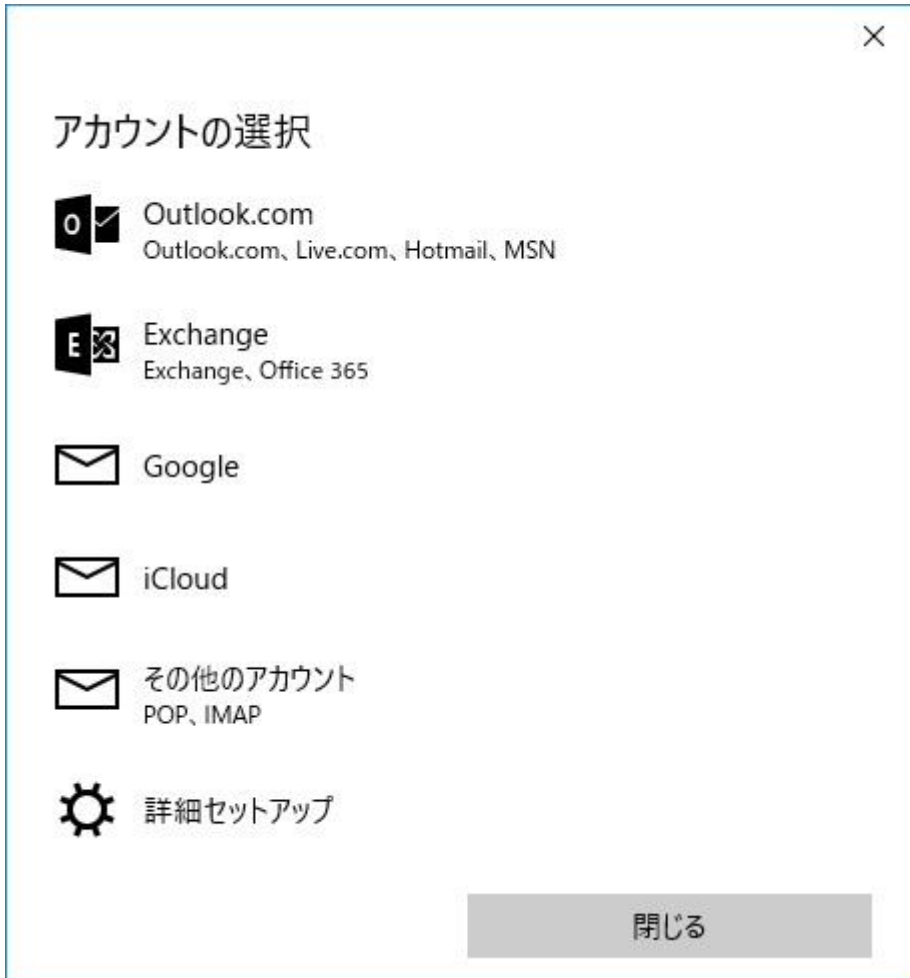 アカウントの選択
Outlook.com
Outlook.com、Live.com、Hotmail、MSN
Exchange
Exchange、Office 365
Google
iCloud
その他のアカウント
POP、IMAP
詳細セットアップ
閉じる